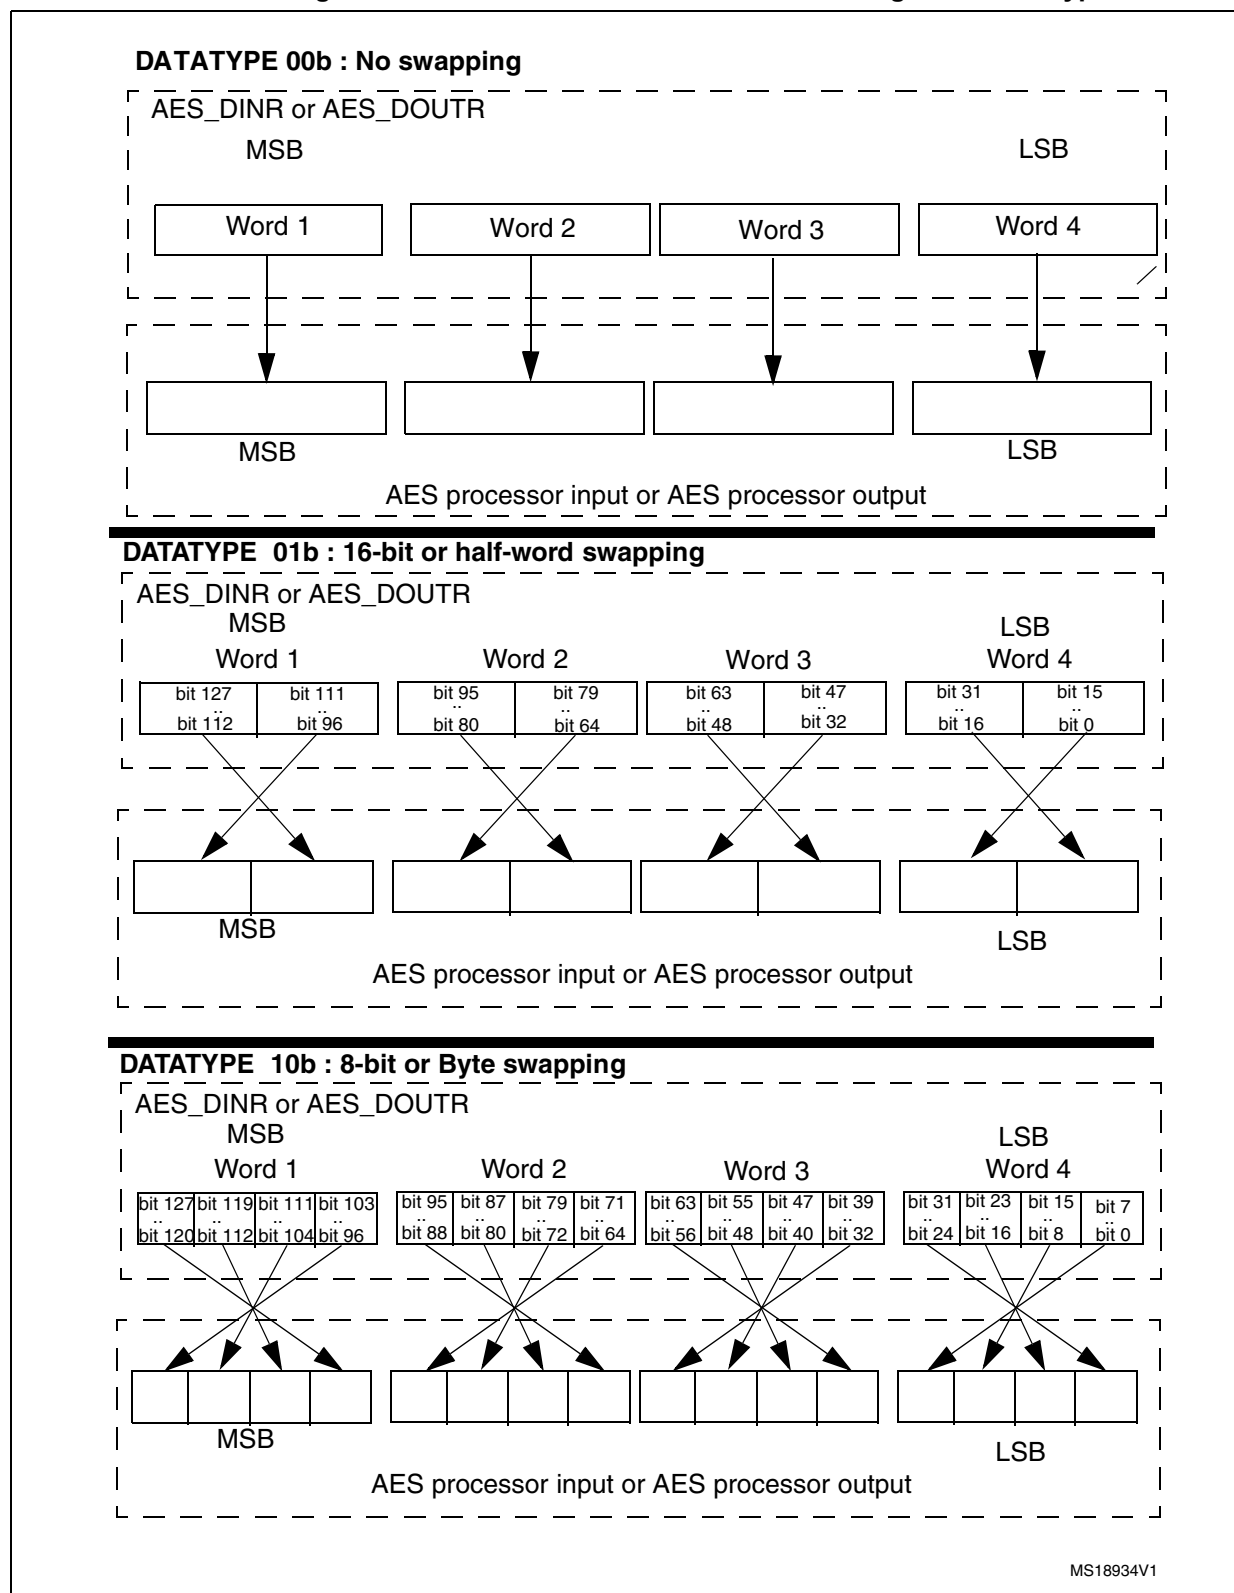 DATATYPE 00b : No swapping
AES_DINR or AES_DOUTR
MSB LSB
Word 1 Word 2 Word 3 Word 4
MSB LSB
AES processor input or AES processor output
DATATYPE 01b : 16-bit or half-word swapping
AES_DINR or AES_DOUTR
MSB LSB
Word 1 Word 2 Word 3 Word 4
bit 127 bit 111 bit 95 bit 79 bit 63 bit 47 bit 31 bit 15
.. .. .. .. .. .. .. ..
bit 112 bit 96 bit 80 bit 64 bit 48 bit 32 bit 16 bit 0
MSB LSB
AES processor input or AES processor output
DATATYPE 10b : 8-bit or Byte swapping
AES_DINR or AES_DOUTR
MSB LSB
Word 1 Word 2 Word 3 Word 4
bit 127 bit 119 bit 111 bit 103 bit 95 bit 87 bit 79 bit 71 bit 63 bit 55 bit 47 bit 39 bit 31 bit 23 bit 15 bit 7
.. .. .. .. .. .. .. .. .. .. .. .. .. .. .. ..
bit 120 bit 112 bit 104 bit 96 bit 88 bit 80 bit 72 bit 64 bit 56 bit 48 bit 40 bit 32 bit 24 bit 16 bit 8 bit 0
MSB LSB
AES processor input or AES processor output
MS18934V1